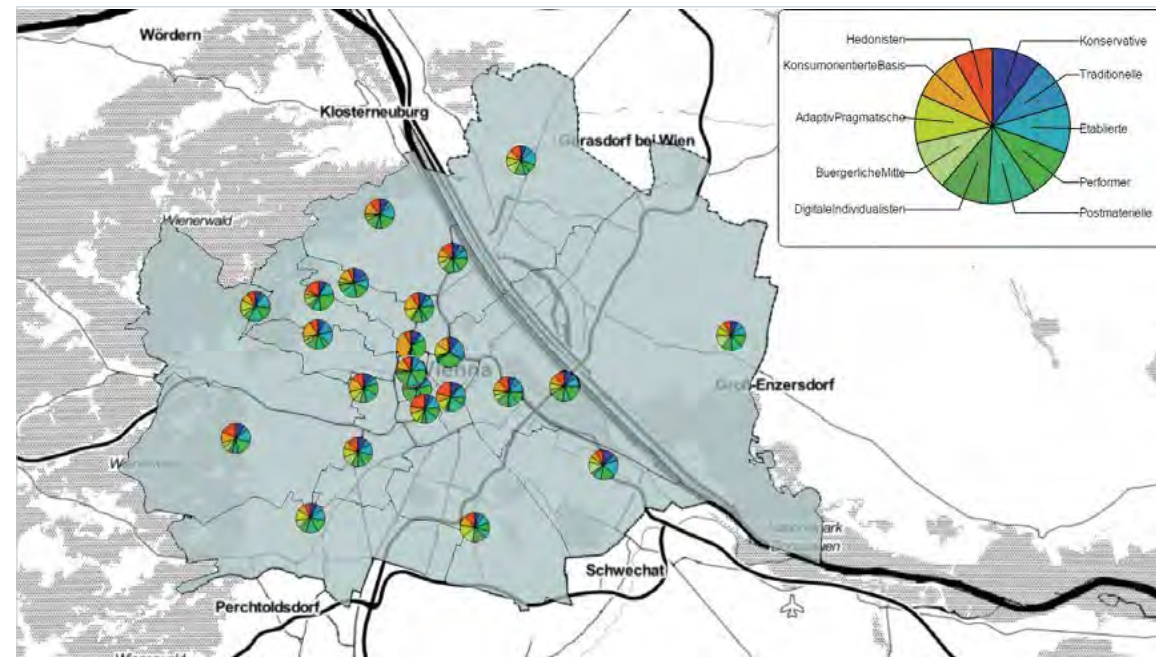 Wördern
Klosterneuburg
Gerasdorf bei Wien
Wienerwald
Vienna
Groß-Enzersdorf
Schwechat
Perchtoldsdorf
Hedonisten
Konservative
KonsumorientierteBasis
Traditionelle
AdaptivPragmatische
Etablierte
BuergerlicheMitte
Performer
DigitaleIndividualisten
Postmaterielle